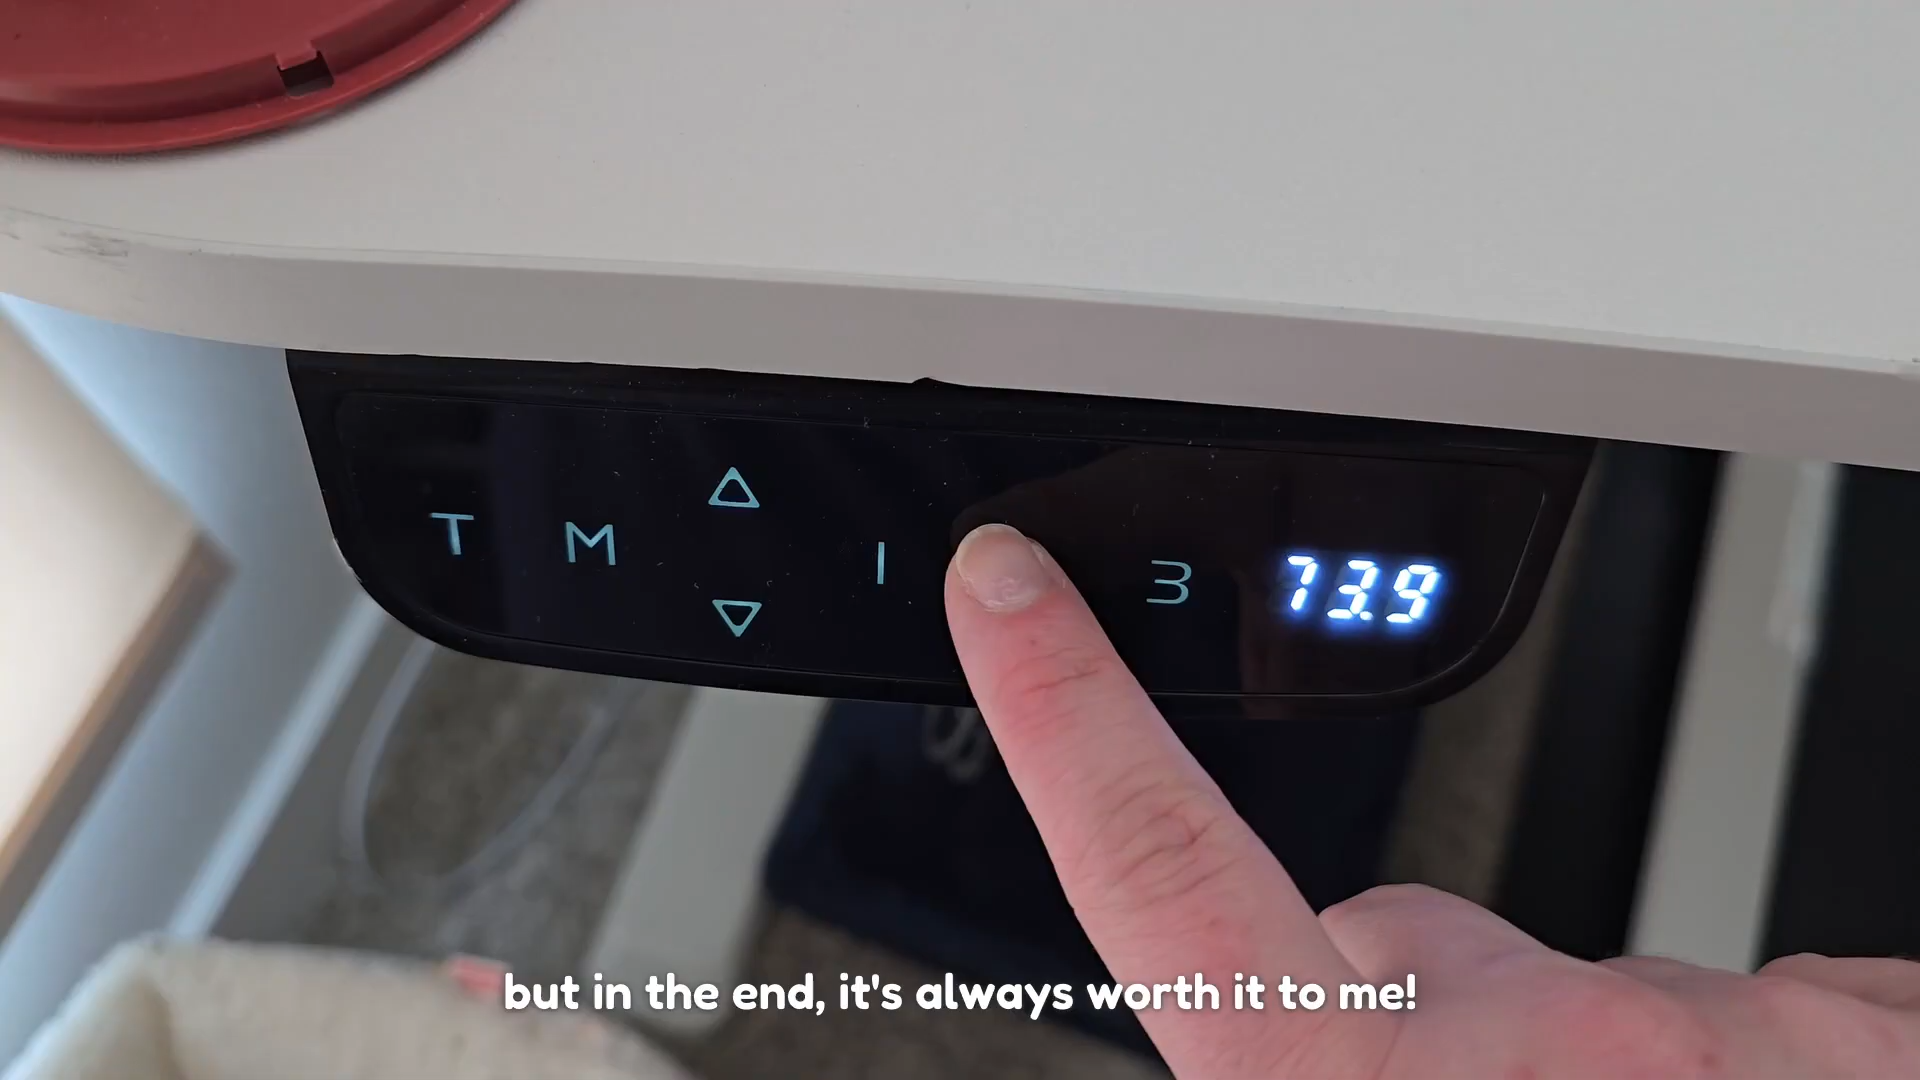 T M △ ▽ 1 3 73.9
but in the end, it's always worth it to me!